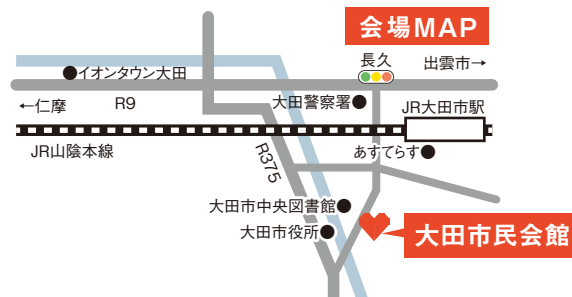 会場MAP
長久
出雲市→
イオンタウン大田
←仁摩
R9
大田警察署
JR大田市駅
JR山陰本線
R375
あすてらす
大田市中央図書館
大田市役所
大田市民会館